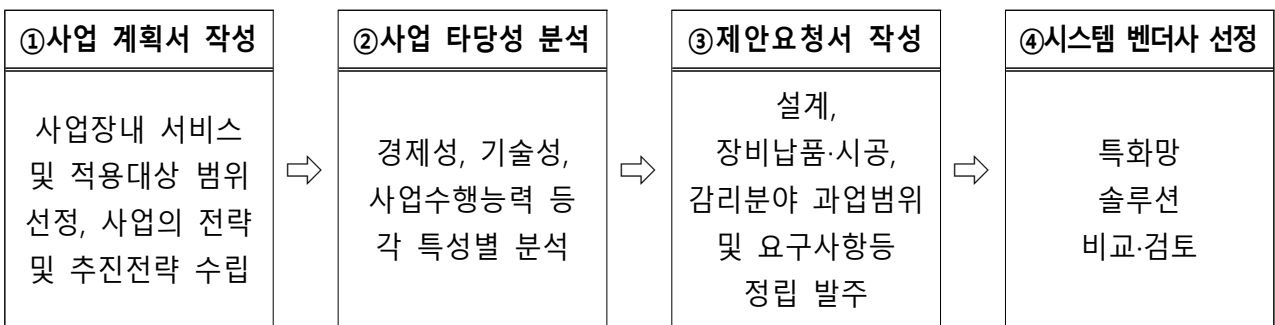 ①사업 계획서 작성
사업장내 서비스
및 적용대상 범위
선정, 사업의 전략
및 추진전략 수립
⇨
②사업 타당성 분석
경제성, 기술성,
사업수행능력 등
각 특성별 분석
⇨
③제안요청서 작성
설계,
장비납품·시공,
감리분야 과업범위
및 요구사항등
정립 발주
⇨
④시스템 벤더사 선정
특화망
솔루션
비교·검토